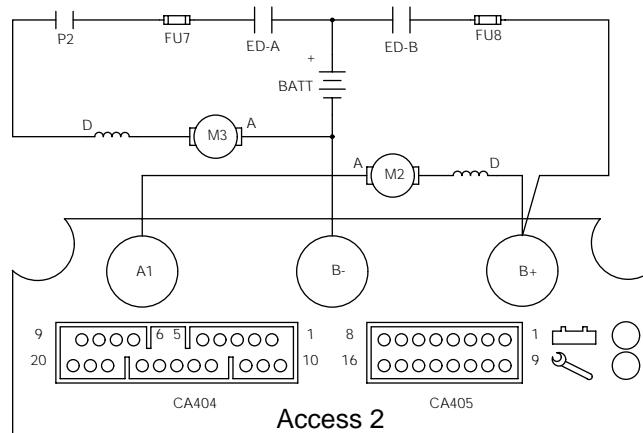 P2
FU7
ED-A
ED-B
FU8
+
BATT
D
M3
A
A
M2
D
A1
B-
B+
9
6 5
1
8
1
20
10
16
9
CA404
CA405
Access 2